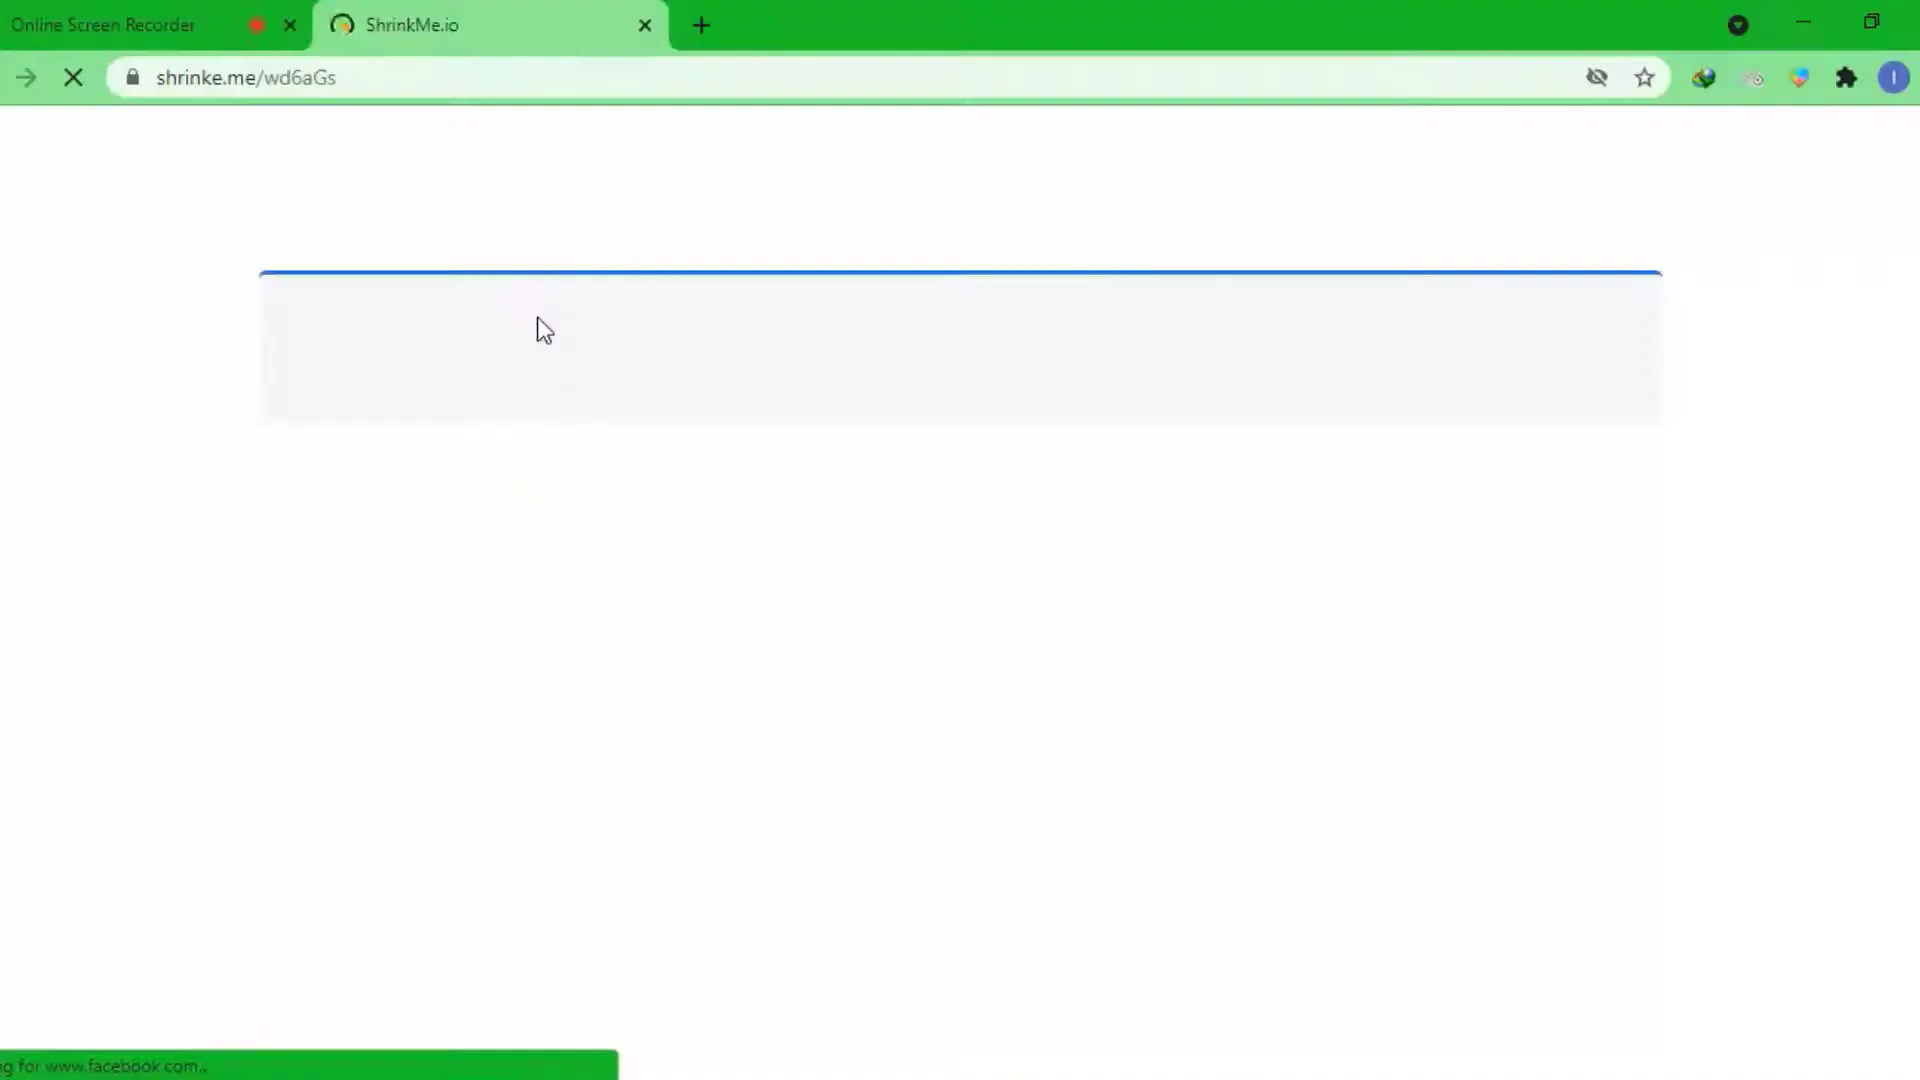 Online Screen Recorder
ShrinkMe.io
shrinke.me/wd6aGs
I
for www.facebook.com..